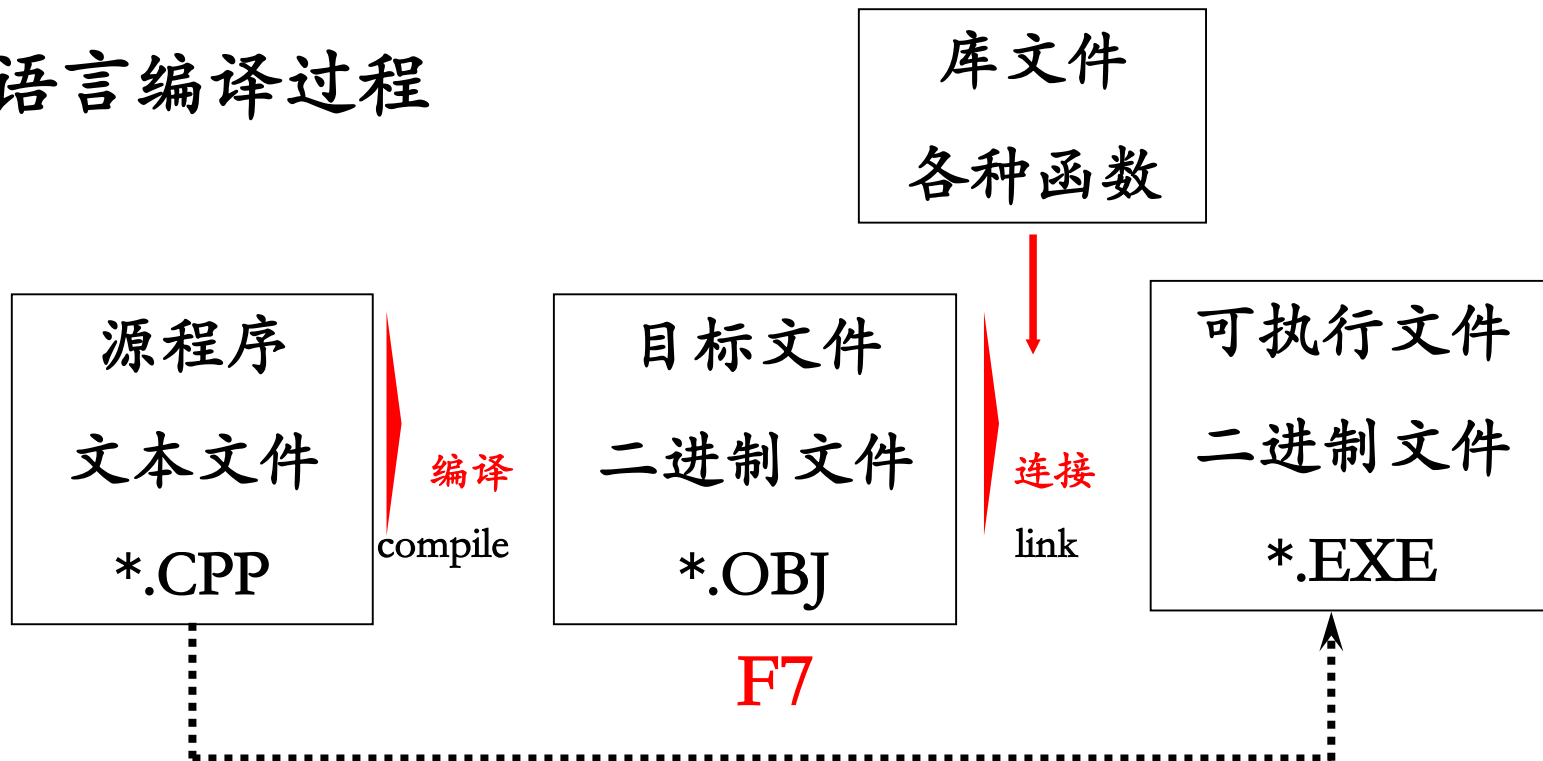 语言编译过程
库文件
各种函数
源程序
文本文件
*.CPP
编译
compile
目标文件
二进制文件
*.OBJ
连接
link
可执行文件
二进制文件
*.EXE
F7